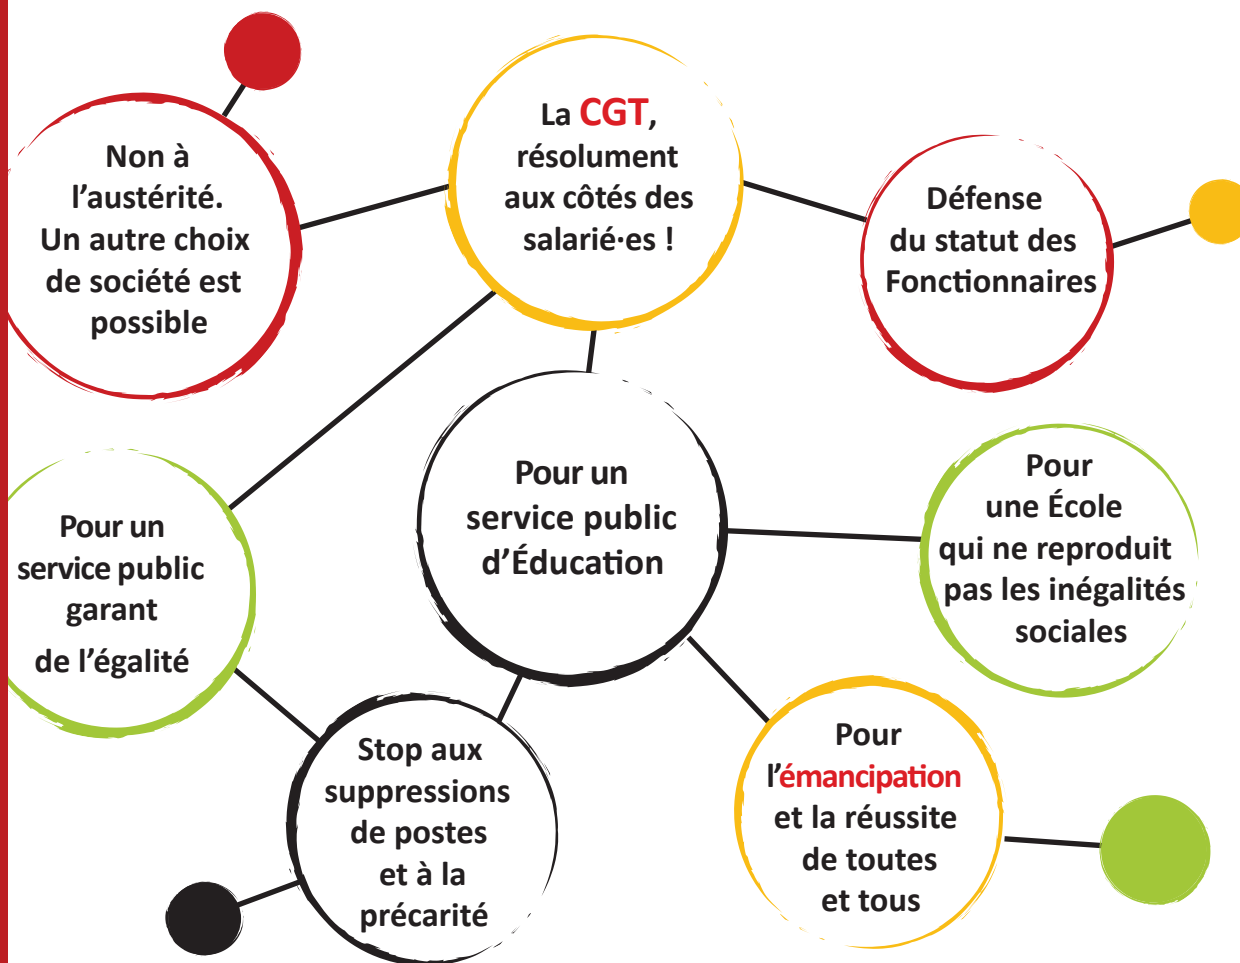 Non à
l'austérité.
Un autre choix
de société est
possible
La CGT,
résolument
aux côtés des
salarié·es !
Défense
du statut des
Fonctionnaires
Pour un
service public
garant
de l'égalité
Pour un
service public
d'Éducation
Pour
une École
qui ne reproduit
pas les inégalités
sociales
Stop aux
suppressions
de postes
et à la
précarité
Pour
l'émancipation
et la réussite
de toutes
et tous